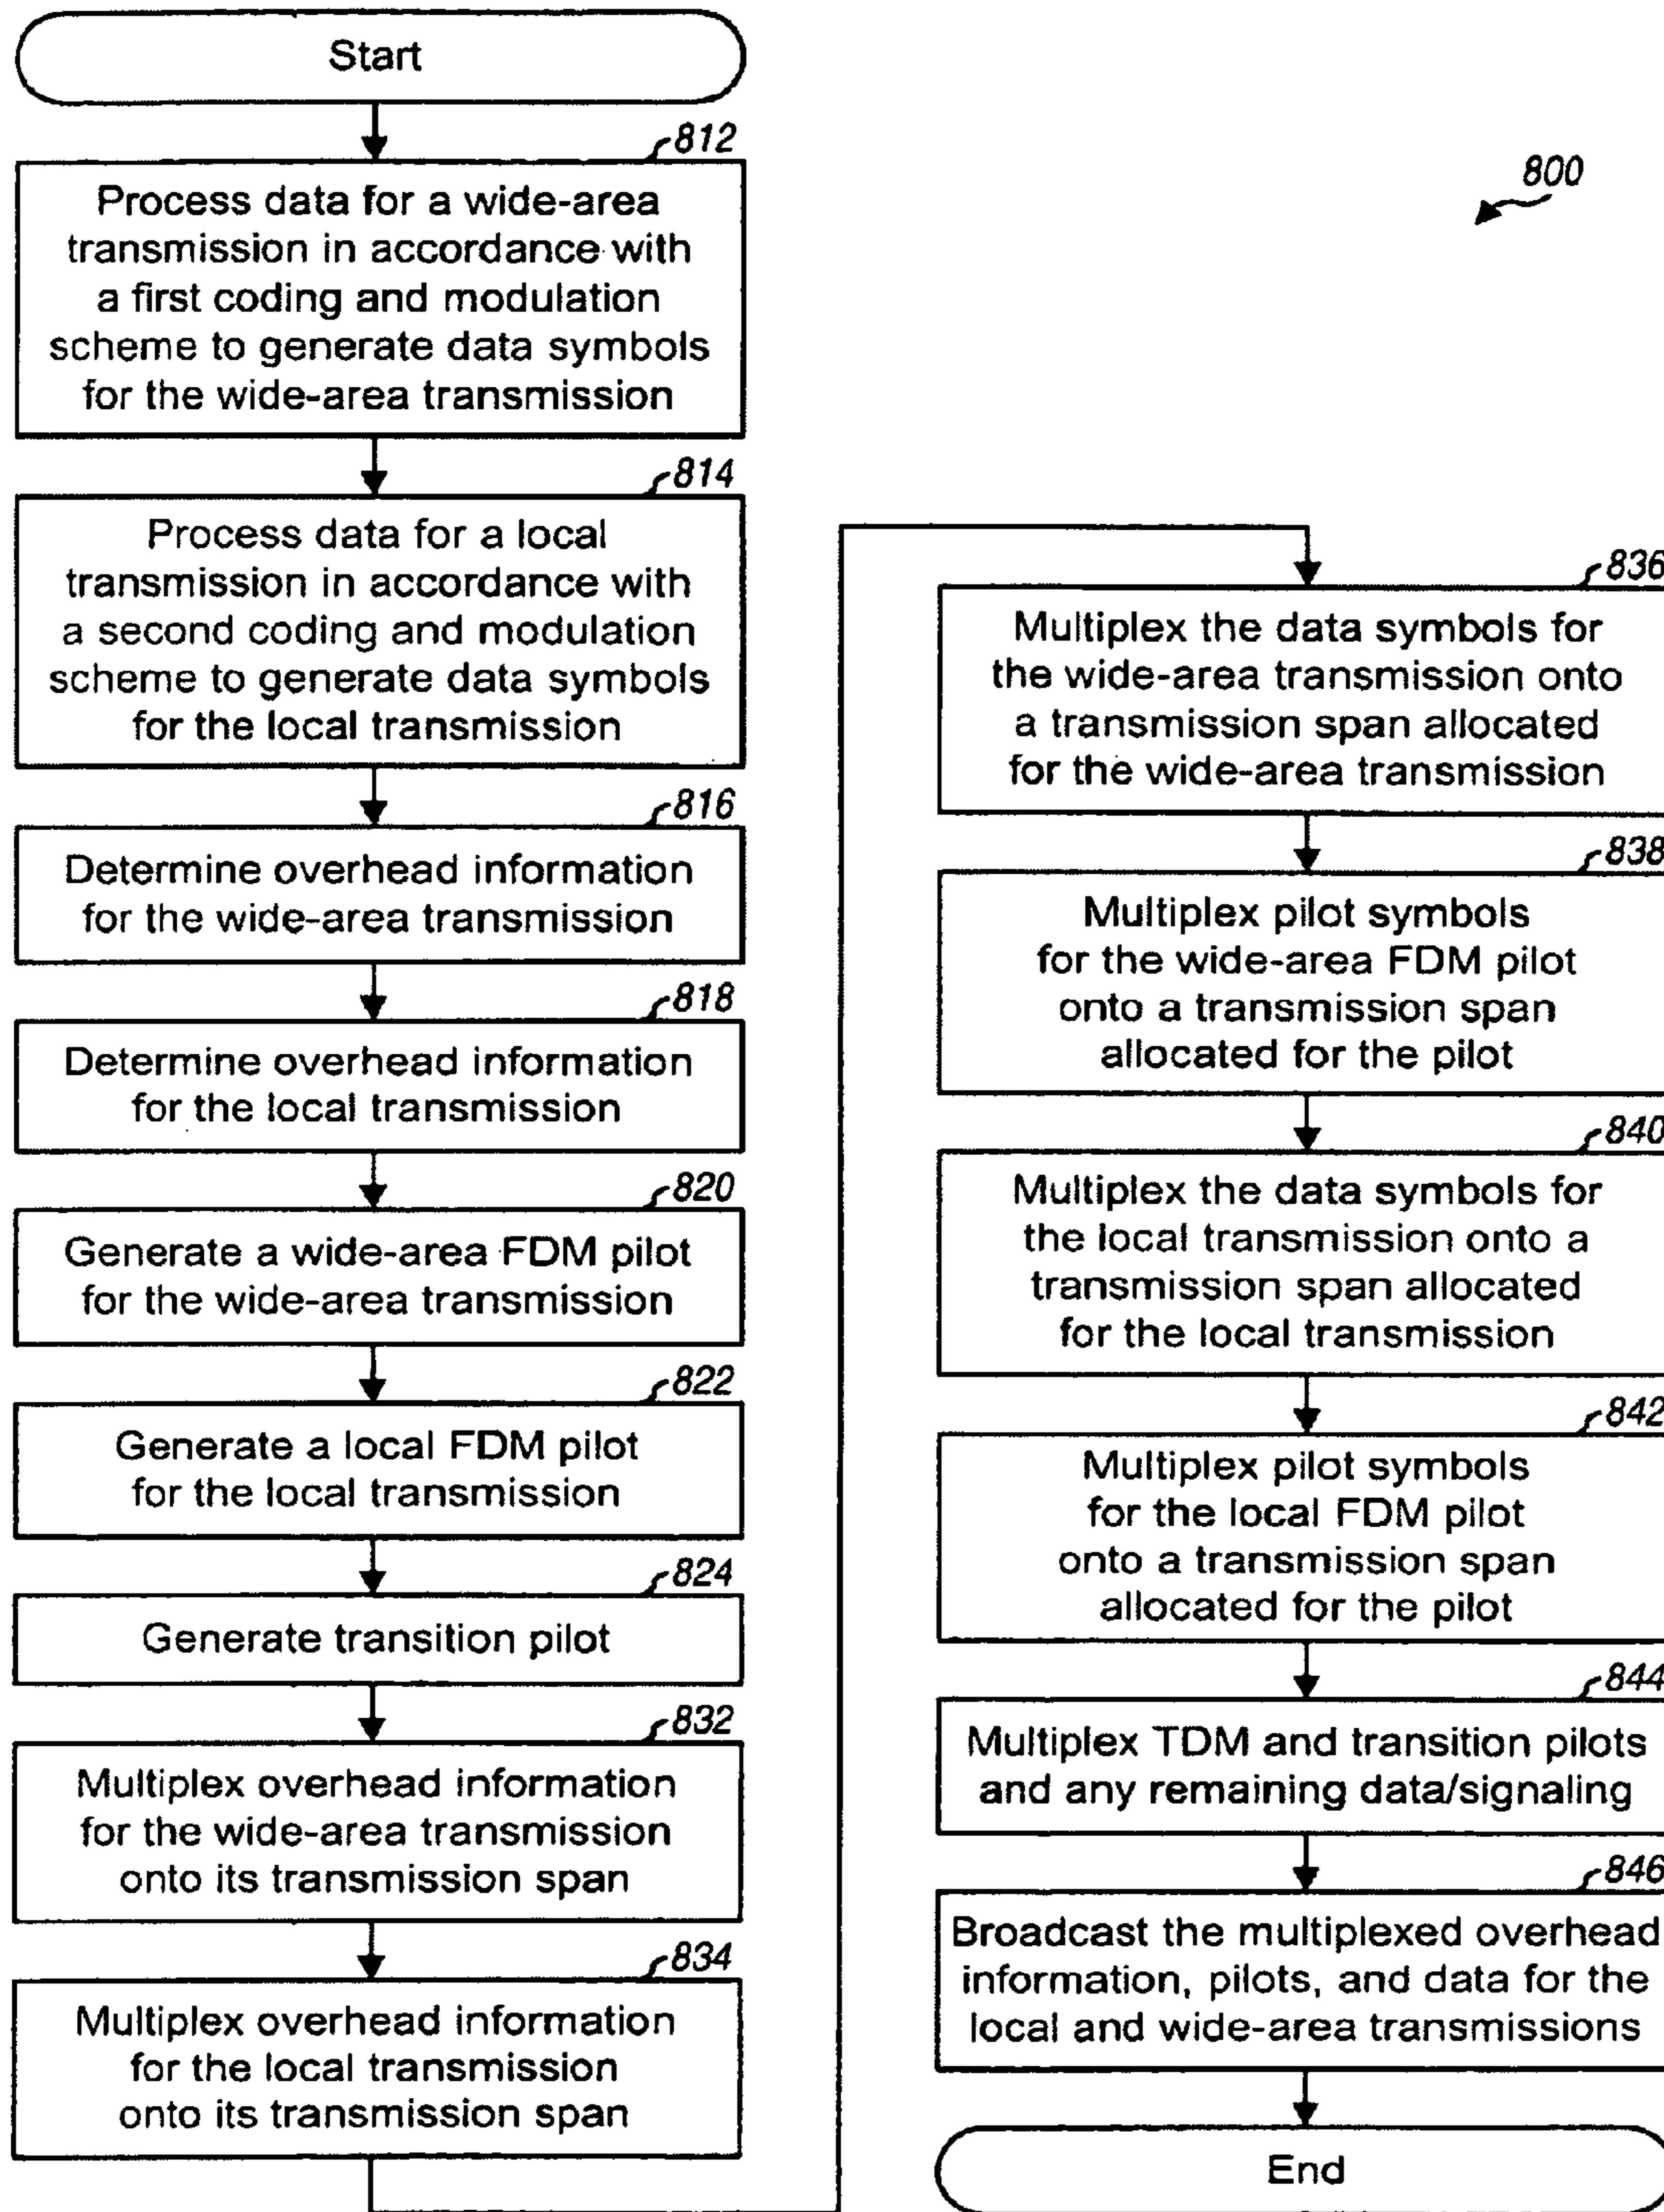 Start
812
Process data for a wide-area
transmission in accordance with
a first coding and modulation
scheme to generate data symbols
for the wide-area transmission
814
Process data for a local
transmission in accordance with
a second coding and modulation
scheme to generate data symbols
for the local transmission
816
Determine overhead information
for the wide-area transmission
818
Determine overhead information
for the local transmission
820
Generate a wide-area FDM pilot
for the wide-area transmission
822
Generate a local FDM pilot
for the local transmission
824
Generate transition pilot
832
Multiplex overhead information
for the wide-area transmission
onto its transmission span
834
Multiplex overhead information
for the local transmission
onto its transmission span
800
836
Multiplex the data symbols for
the wide-area transmission onto
a transmission span allocated
for the wide-area transmission
838
Multiplex pilot symbols
for the wide-area FDM pilot
onto a transmission span
allocated for the pilot
840
Multiplex the data symbols for
the local transmission onto a
transmission span allocated
for the local transmission
842
Multiplex pilot symbols
for the local FDM pilot
onto a transmission span
allocated for the pilot
844
Multiplex TDM and transition pilots
and any remaining data/signaling
846
Broadcast the multiplexed overhead
information, pilots, and data for the
local and wide-area transmissions
End